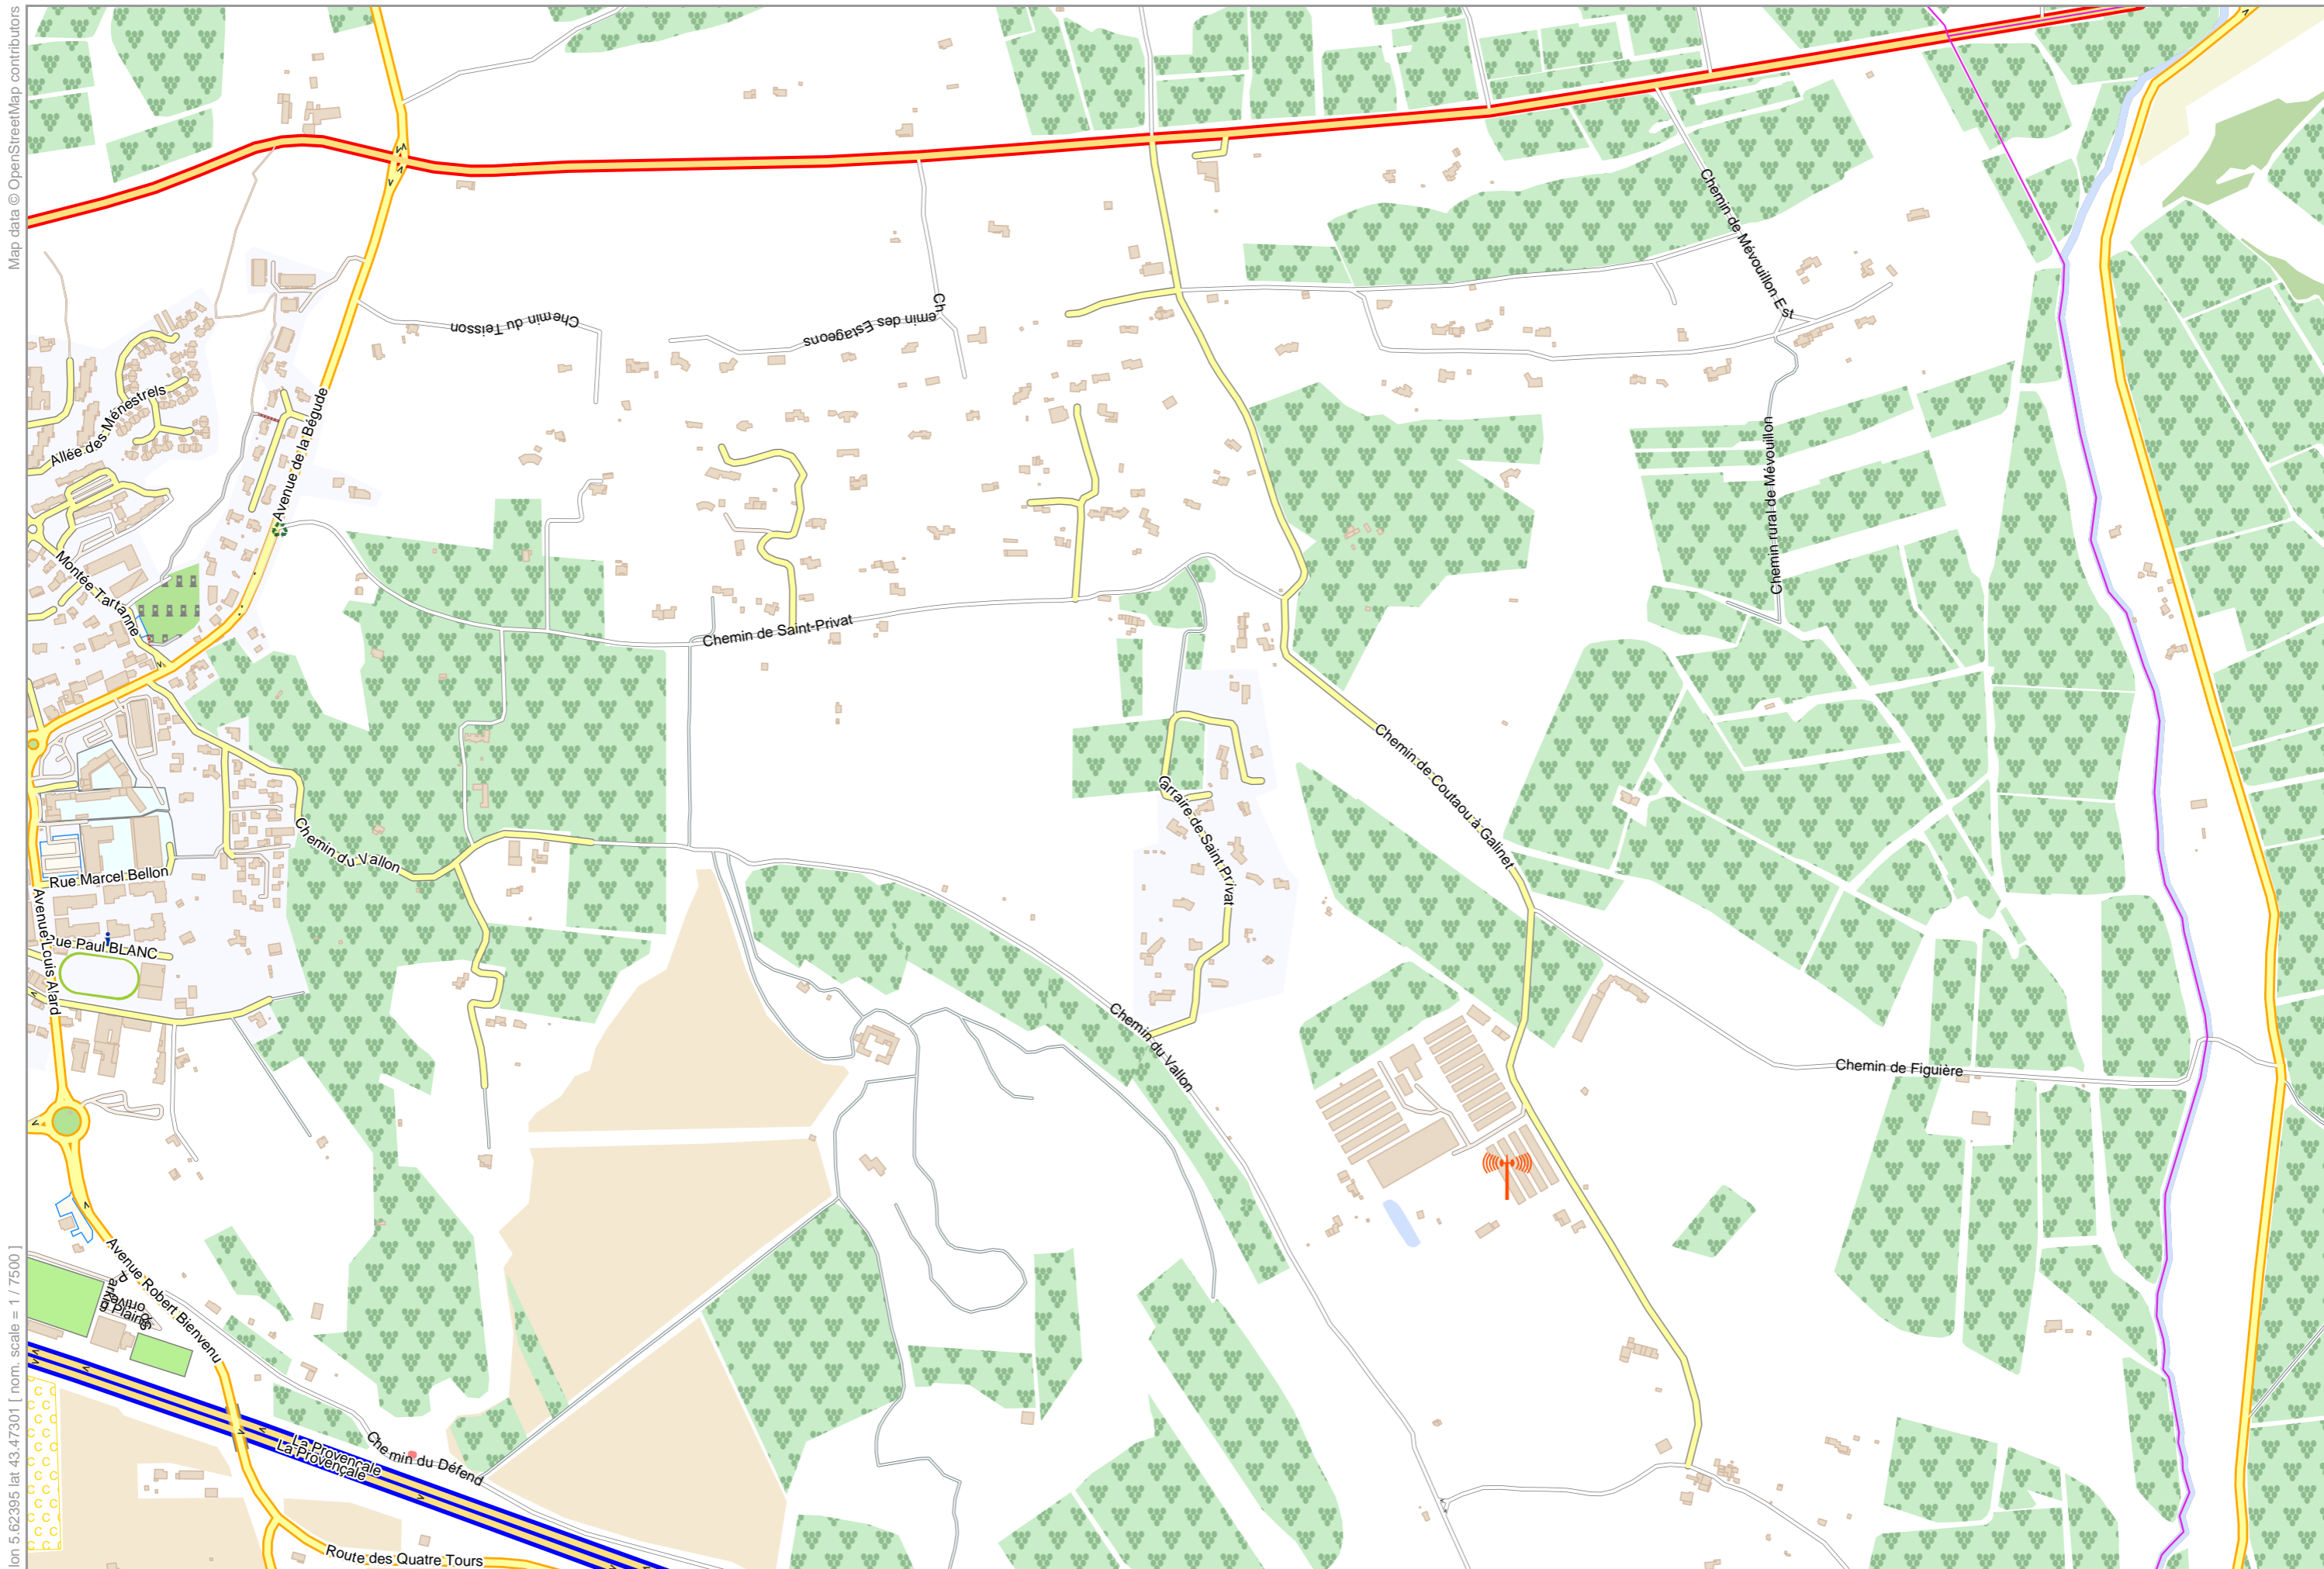 Map data © OpenStreetMap contributors
lon 5.62395 lat 43.47301 [ nom. scale = 1 / 7500 ]
Chemin de Mévouillon Est
Chemin du Teisson
Chemin des Estageons
Allée des Ménestrels
Avenue de la Bégude
Chemin rural de Mévouillon
Montée Tartanne
Chemin de Saint-Privat
Chemin de Coutaou à Galinet
Carraire de Saint-Privat
Chemin du Vallon
Rue Marcel Bellon
Avenue Louis Alard
Rue Paul BLANC
Chemin du Vallon
Chemin de Figuière
Avenue Robert Bienvenu
La Provençale
La Provençale
Chemin du Défend
Route des Quatre Tours